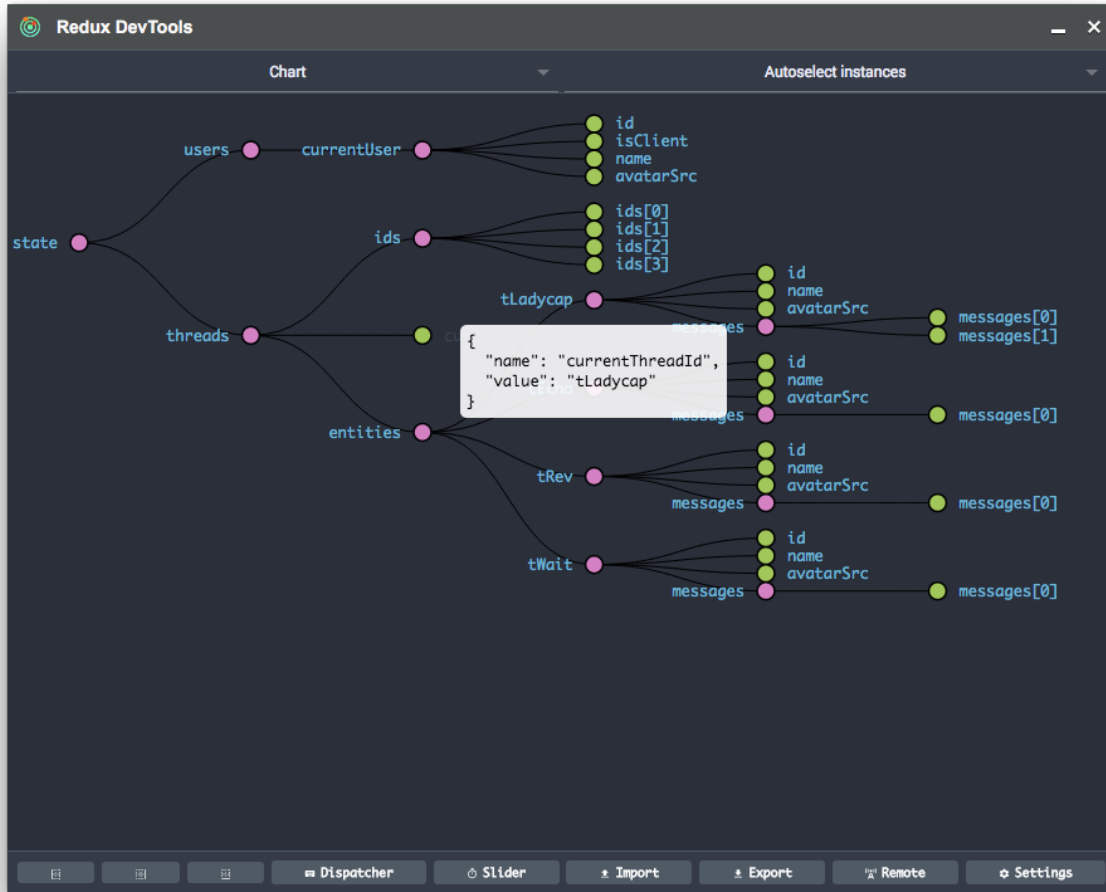 Redux DevTools
Chart
Autoselect instances
state
users
currentUser
id
isClient
name
avatarSrc
threads
ids
ids[0]
ids[1]
ids[2]
ids[3]
{
"name": "currentThreadId",
"value": "tLadycap"
}
entities
tLadycap
id
name
avatarSrc
messages
messages[0]
messages[1]
id
name
avatarSrc
messages
messages[0]
tRev
id
name
avatarSrc
messages
messages[0]
tWait
id
name
avatarSrc
messages
messages[0]
Dispatcher
Slider
Import
Export
Remote
Settings